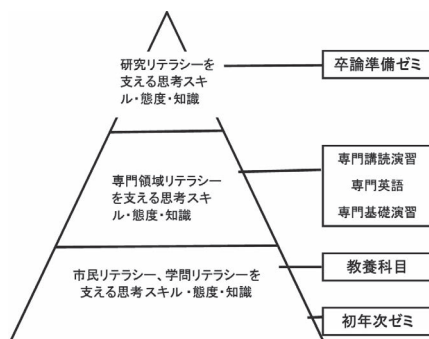 研究リテラシーを
支える思考スキ
ル・態度・知識
卒論準備ゼミ
専門領域リテラシー
を支える思考スキ
ル・態度・知識
専門講読演習
専門英語
専門基礎演習
市民リテラシー、学問リテラシーを
支える思考スキル・態度・知識
教養科目
初年次ゼミ